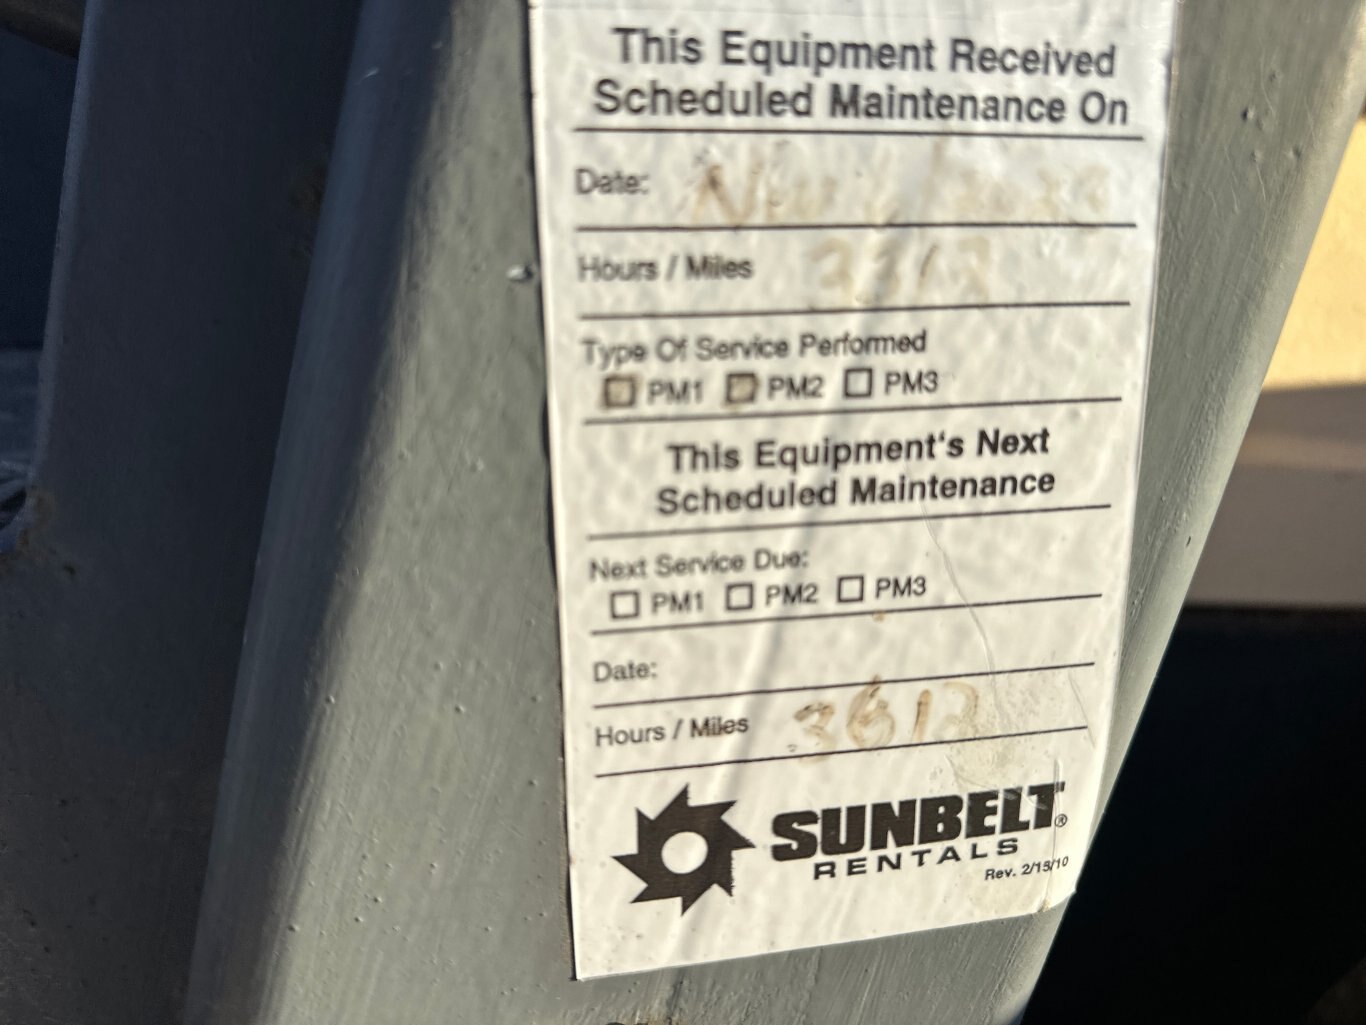 This Equipment Received
Scheduled Maintenance On
Date:
Hours / Miles
Type Of Service Performed
PM1 PM2 PM3
This Equipment's Next
Scheduled Maintenance
Next Service Due:
PM1 PM2 PM3
Date:
Hours / Miles 3612
SUNBELT®
RENTALS
Rev. 2/15/10